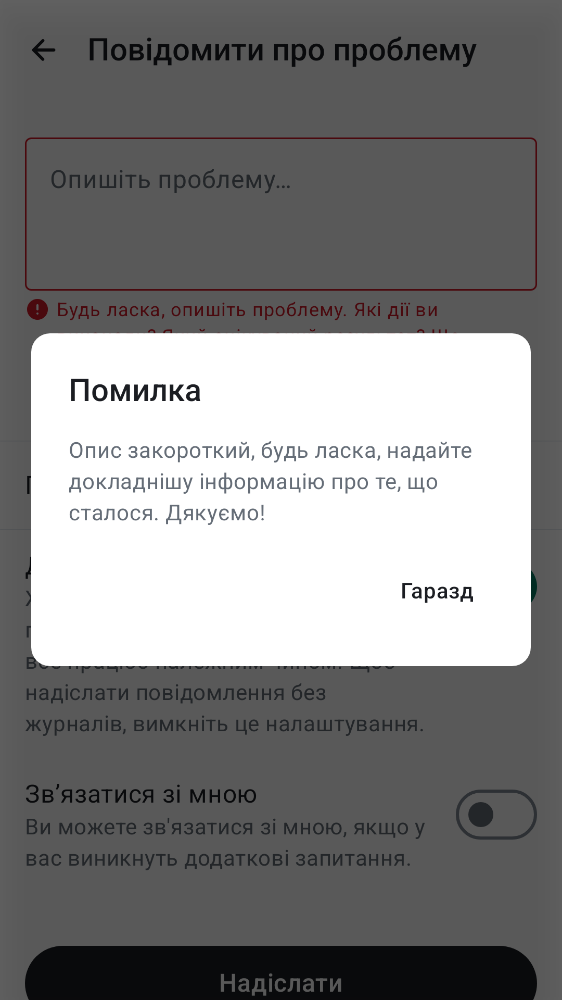 Повідомити про проблему
Опишіть проблему…
Будь ласка, опишіть проблему. Які дії ви
Помилка
Опис закороткий, будь ласка, надайте
докладнішу інформацію про те, що
сталося. Дякуємо!
Гаразд
надіслати повідомлення без
журналів, вимкніть це налаштування.
Зв’язатися зі мною
Ви можете зв'язатися зі мною, якщо у
вас виникнуть додаткові запитання.
Надіслати